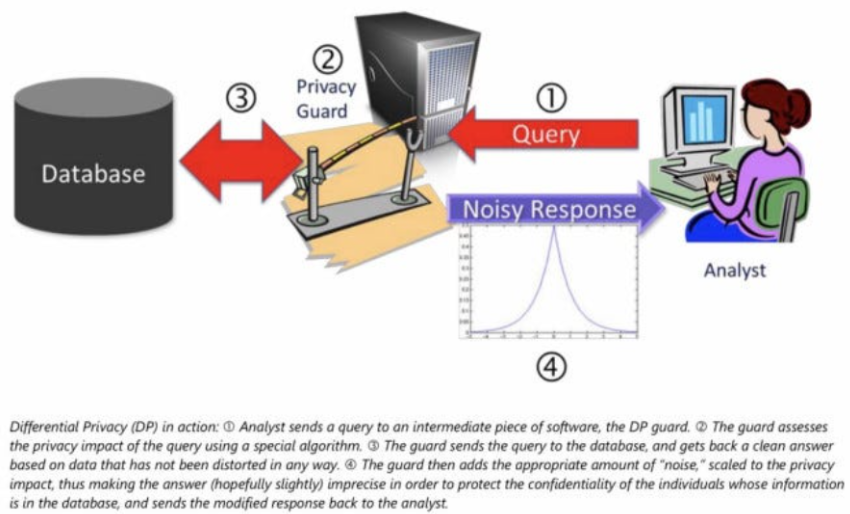 ②
Privacy
Guard
③
①
Query
Database
Noisy Response
Analyst
④
Differential Privacy (DP) in action: ① Analyst sends a query to an intermediate piece of software, the DP guard. ② The guard assesses
the privacy impact of the query using a special algorithm. ③ The guard sends the query to the database, and gets back a clean answer
based on data that has not been distorted in any way. ④ The guard then adds the appropriate amount of "noise," scaled to the privacy
impact, thus making the answer (hopefully slightly) imprecise in order to protect the confidentiality of the individuals whose information
is in the database, and sends the modified response back to the analyst.